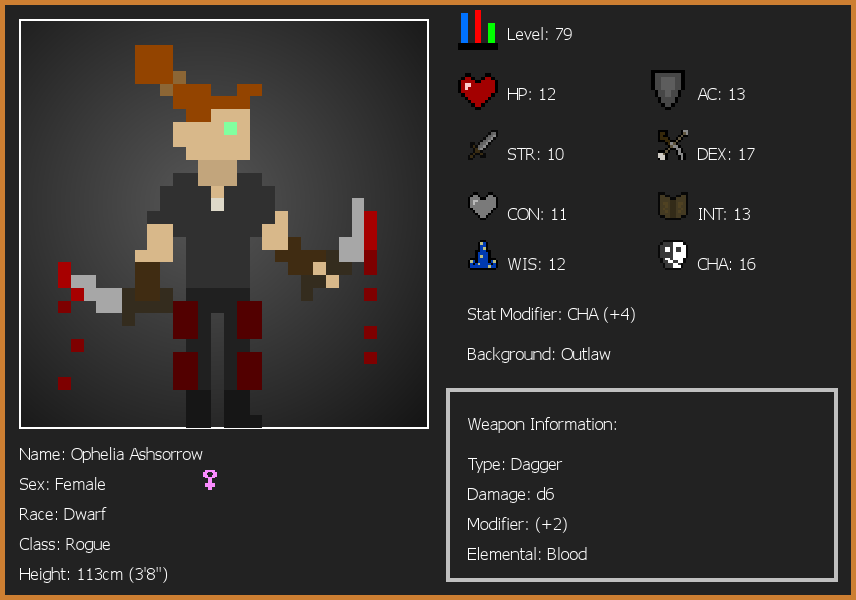 Level: 79
HP: 12
AC: 13
STR: 10
DEX: 17
CON: 11
INT: 13
WIS: 12
CHA: 16
Stat Modifier: CHA (+4)
Background: Outlaw
Weapon Information:
Type: Dagger
Damage: d6
Modifier: (+2)
Elemental: Blood
Name: Ophelia Ashsorrow
Sex: Female
Race: Dwarf
Class: Rogue
Height: 113cm (3'8")